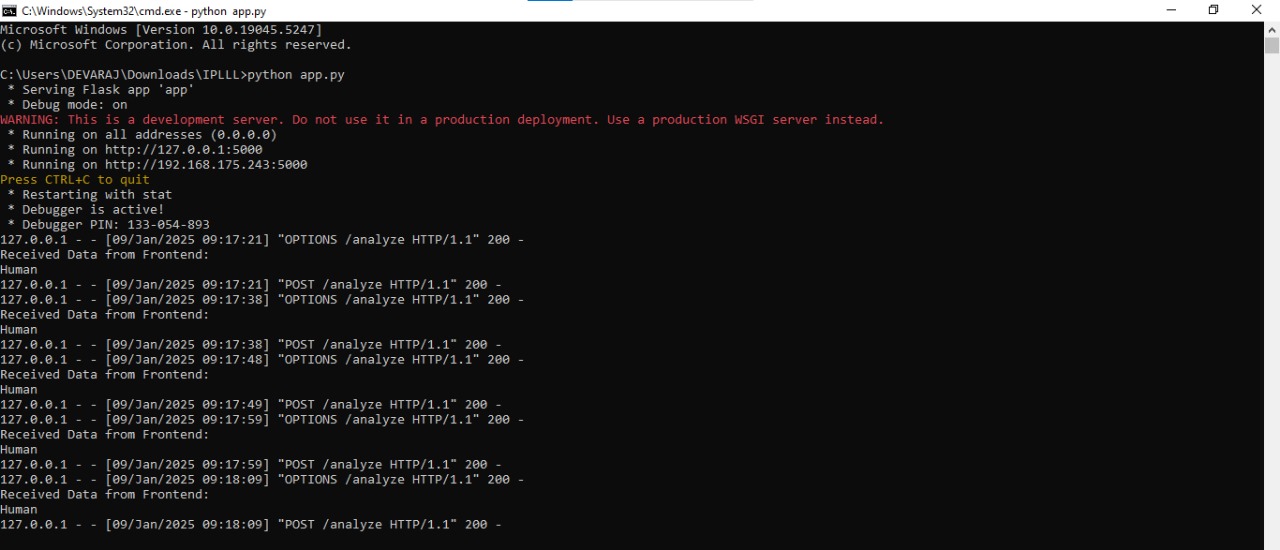 C:\Windows\System32\cmd.exe - python  app.py
Microsoft Windows [Version 10.0.19045.5247]
(c) Microsoft Corporation. All rights reserved.
C:\Users\DEVARAJ\Downloads\IPLLL>python app.py
 * Serving Flask app 'app'
 * Debug mode: on
WARNING: This is a development server. Do not use it in a production deployment. Use a production WSGI server instead.
 * Running on all addresses (0.0.0.0)
 * Running on http://127.0.0.1:5000
 * Running on http://192.168.175.243:5000
Press CTRL+C to quit
 * Restarting with stat
 * Debugger is active!
 * Debugger PIN: 133-054-893
127.0.0.1 - - [09/Jan/2025 09:17:21] "OPTIONS /analyze HTTP/1.1" 200 -
Received Data from Frontend:
Human
127.0.0.1 - - [09/Jan/2025 09:17:21] "POST /analyze HTTP/1.1" 200 -
127.0.0.1 - - [09/Jan/2025 09:17:38] "OPTIONS /analyze HTTP/1.1" 200 -
Received Data from Frontend:
Human
127.0.0.1 - - [09/Jan/2025 09:17:38] "POST /analyze HTTP/1.1" 200 -
127.0.0.1 - - [09/Jan/2025 09:17:48] "OPTIONS /analyze HTTP/1.1" 200 -
Received Data from Frontend:
Human
127.0.0.1 - - [09/Jan/2025 09:17:49] "POST /analyze HTTP/1.1" 200 -
127.0.0.1 - - [09/Jan/2025 09:17:59] "OPTIONS /analyze HTTP/1.1" 200 -
Received Data from Frontend:
Human
127.0.0.1 - - [09/Jan/2025 09:17:59] "POST /analyze HTTP/1.1" 200 -
127.0.0.1 - - [09/Jan/2025 09:18:09] "OPTIONS /analyze HTTP/1.1" 200 -
Received Data from Frontend:
Human
127.0.0.1 - - [09/Jan/2025 09:18:09] "POST /analyze HTTP/1.1" 200 -